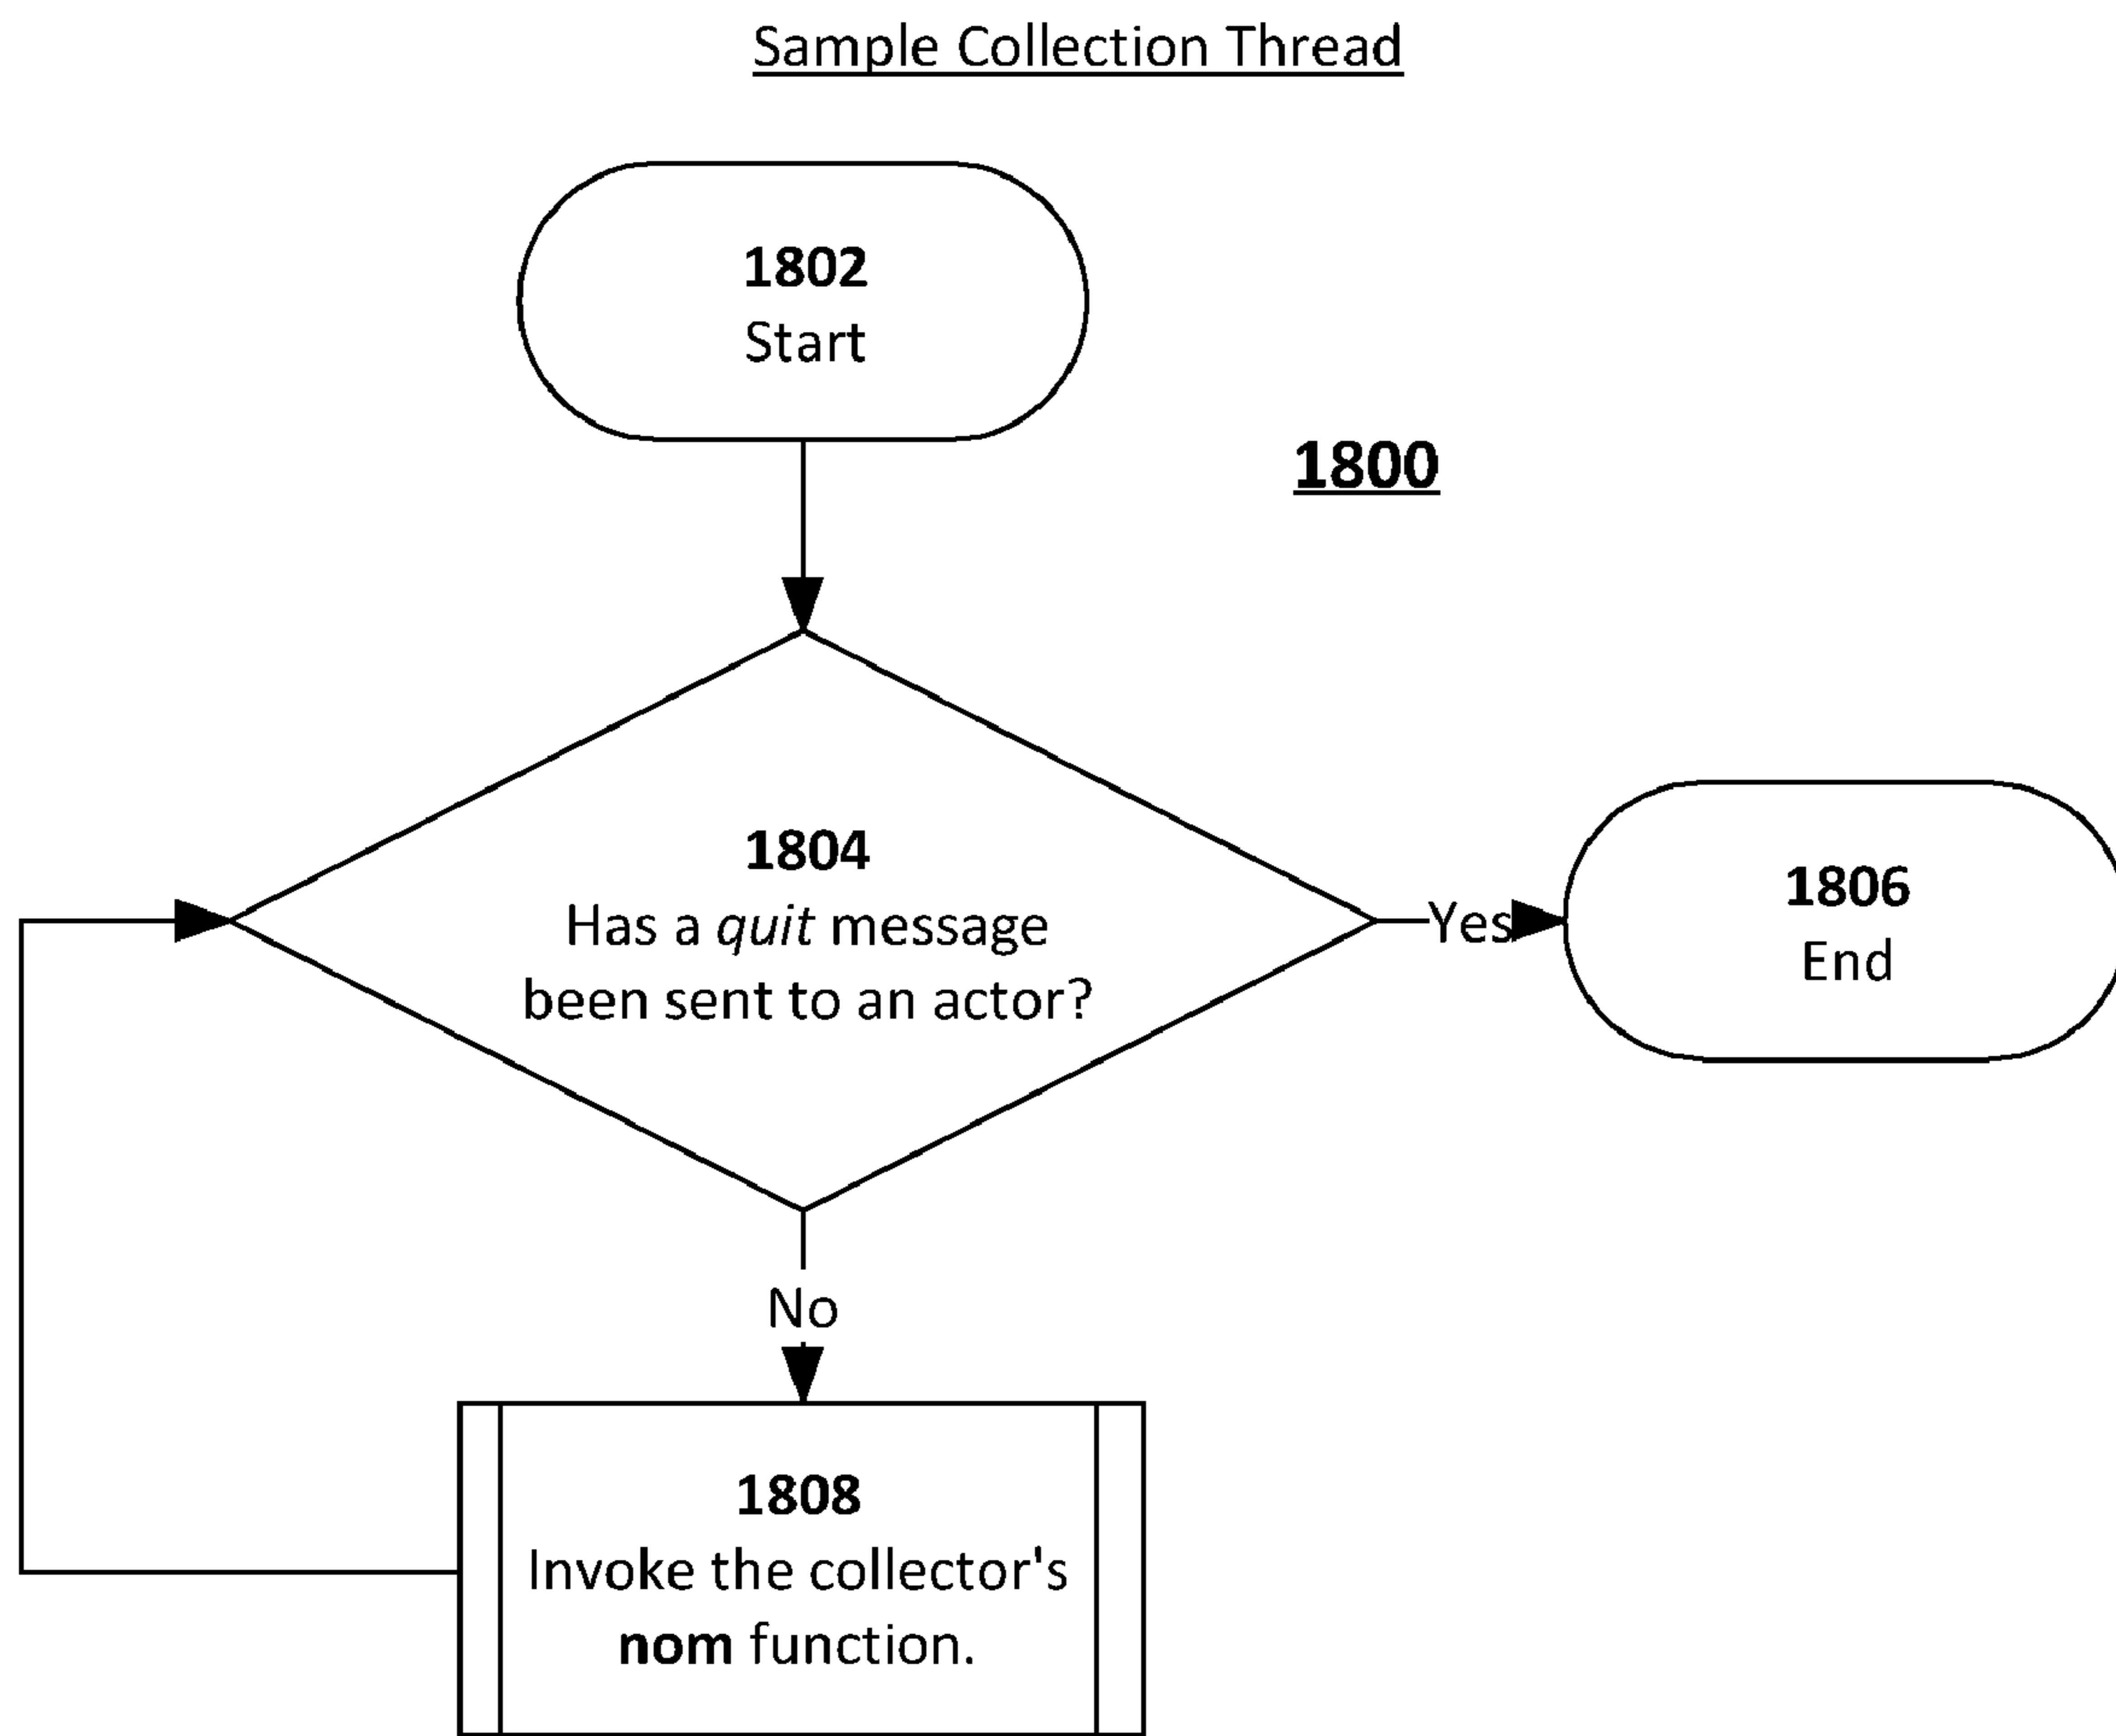 Sample Collection Thread
1802
Start
1800
1804
Has a quit message
been sent to an actor?
Yes
1806
End
No
1808
Invoke the collector's
nom function.